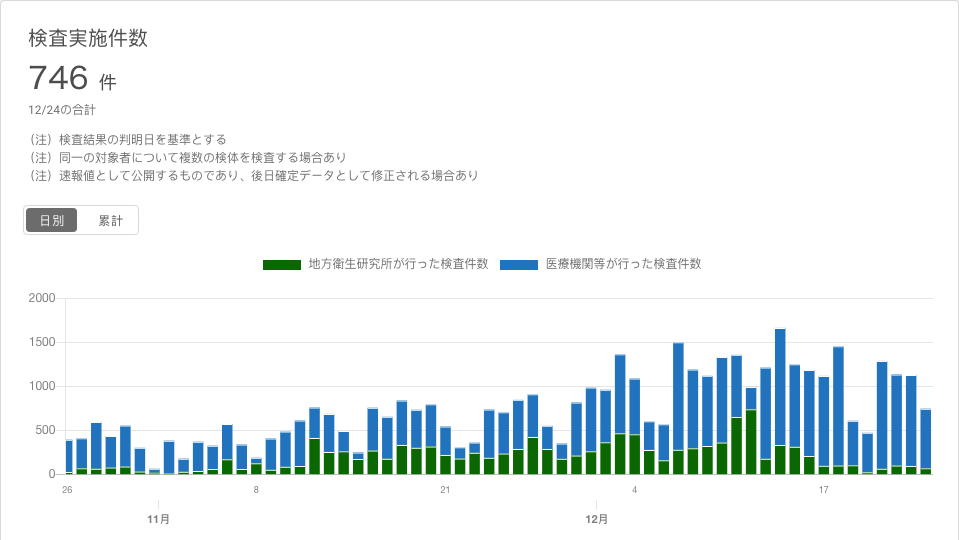 検査実施件数
746 件
12/24の合計
（注）検査結果の判明日を基準とする
（注）同一の対象者について複数の検体を検査する場合あり
（注）速報値として公開するものであり、後日確定データとして修正される場合あり
日別 累計
地方衛生研究所が行った検査件数 医療機関等が行った検査件数
2000
1500
1000
500
0
26 8 21 4 17
11月 12月